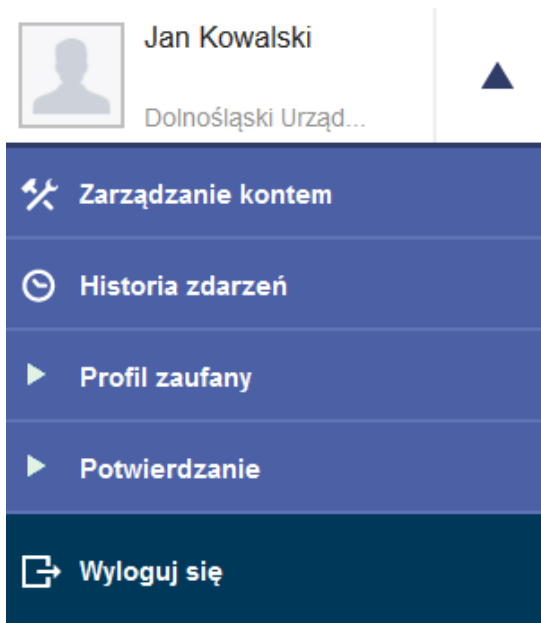 Jan Kowalski
Dolnośląski Urząd...
Zarządzanie kontem
Historia zdarzeń
Profil zaufany
Potwierdzanie
Wyloguj się